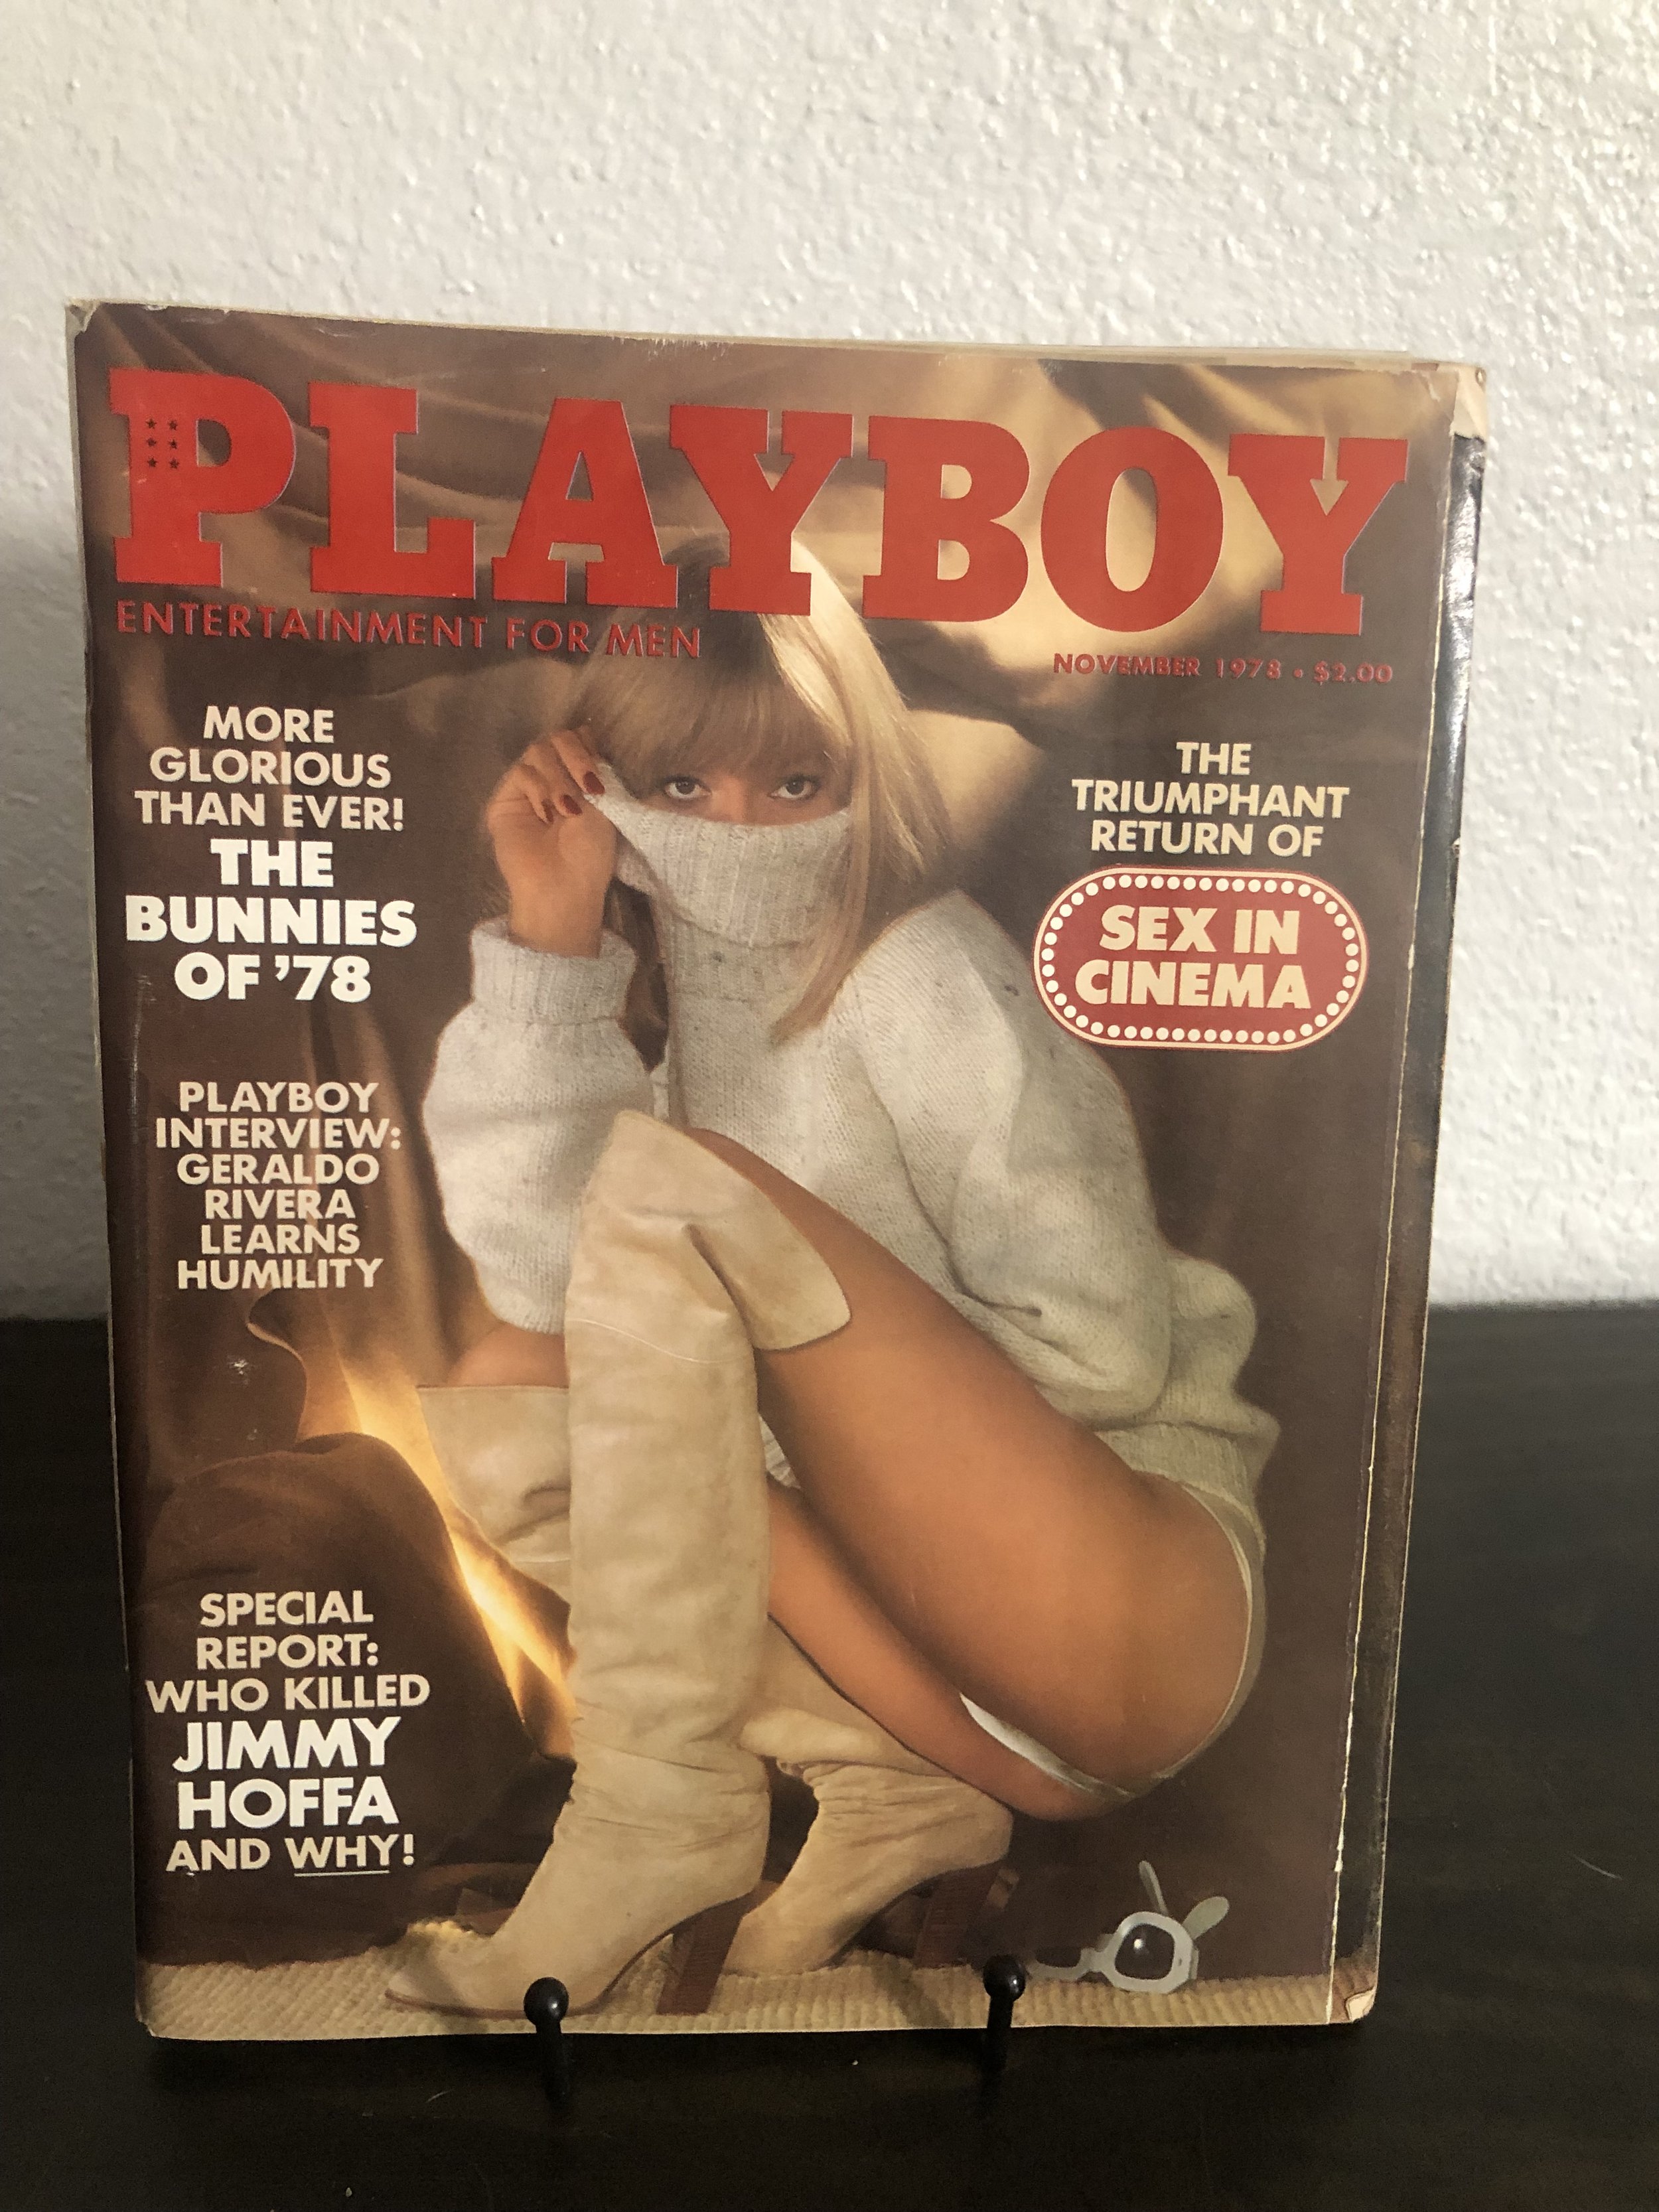 PLAYBOY
ENTERTAINMENT FOR MEN
NOVEMBER 1978 • $2.00
MORE
GLORIOUS
THAN EVER!
THE
BUNNIES
OF '78
THE
TRIUMPHANT
RETURN OF
SEX IN
CINEMA
PLAYBOY
INTERVIEW:
GERALDO
RIVERA
LEARNS
HUMILITY
SPECIAL
REPORT:
WHO KILLED
JIMMY
HOFFA
AND WHY!